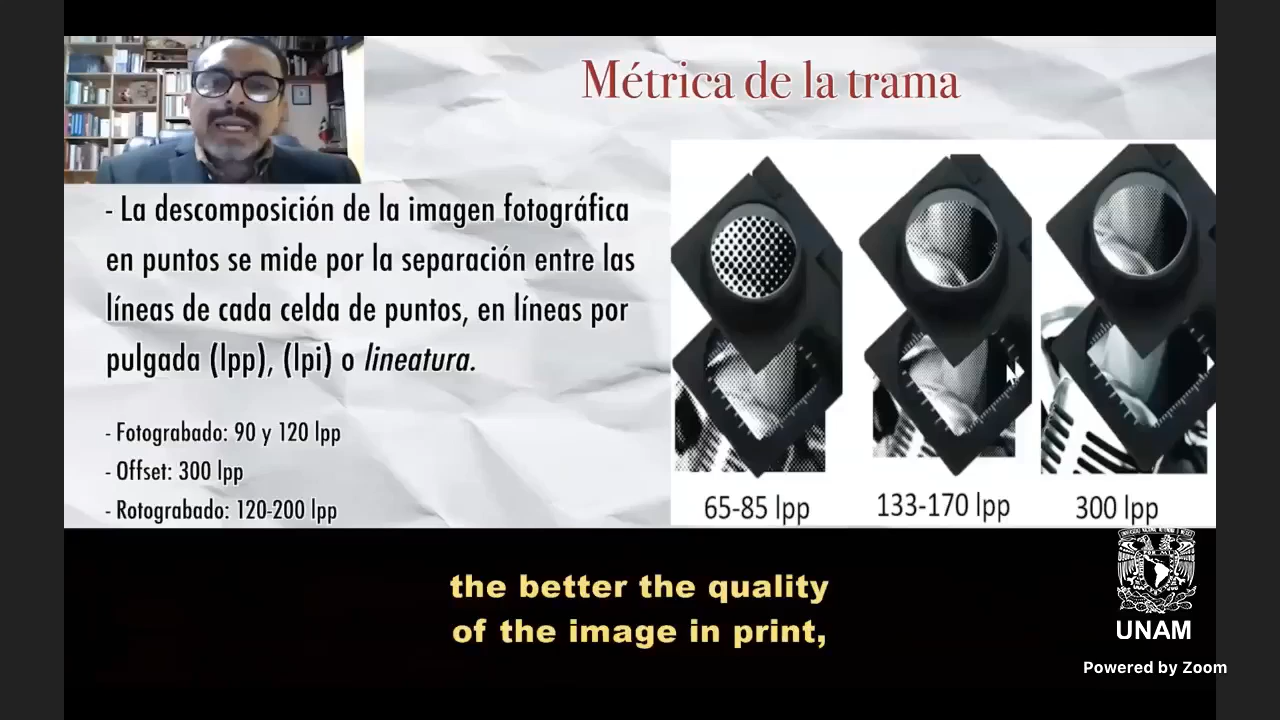 Métrica de la trama
- La descomposición de la imagen fotográfica
en puntos se mide por la separación entre las
líneas de cada celda de puntos, en líneas por
pulgada (lpp), (lpi) o lineatura.
- Fotograbado: 90 y 120 lpp
- Offset: 300 lpp
- Rotograbado: 120-200 lpp
65-85 lpp
133-170 lpp
300 lpp
the better the quality
of the image in print,
UNAM
Powered by Zoom